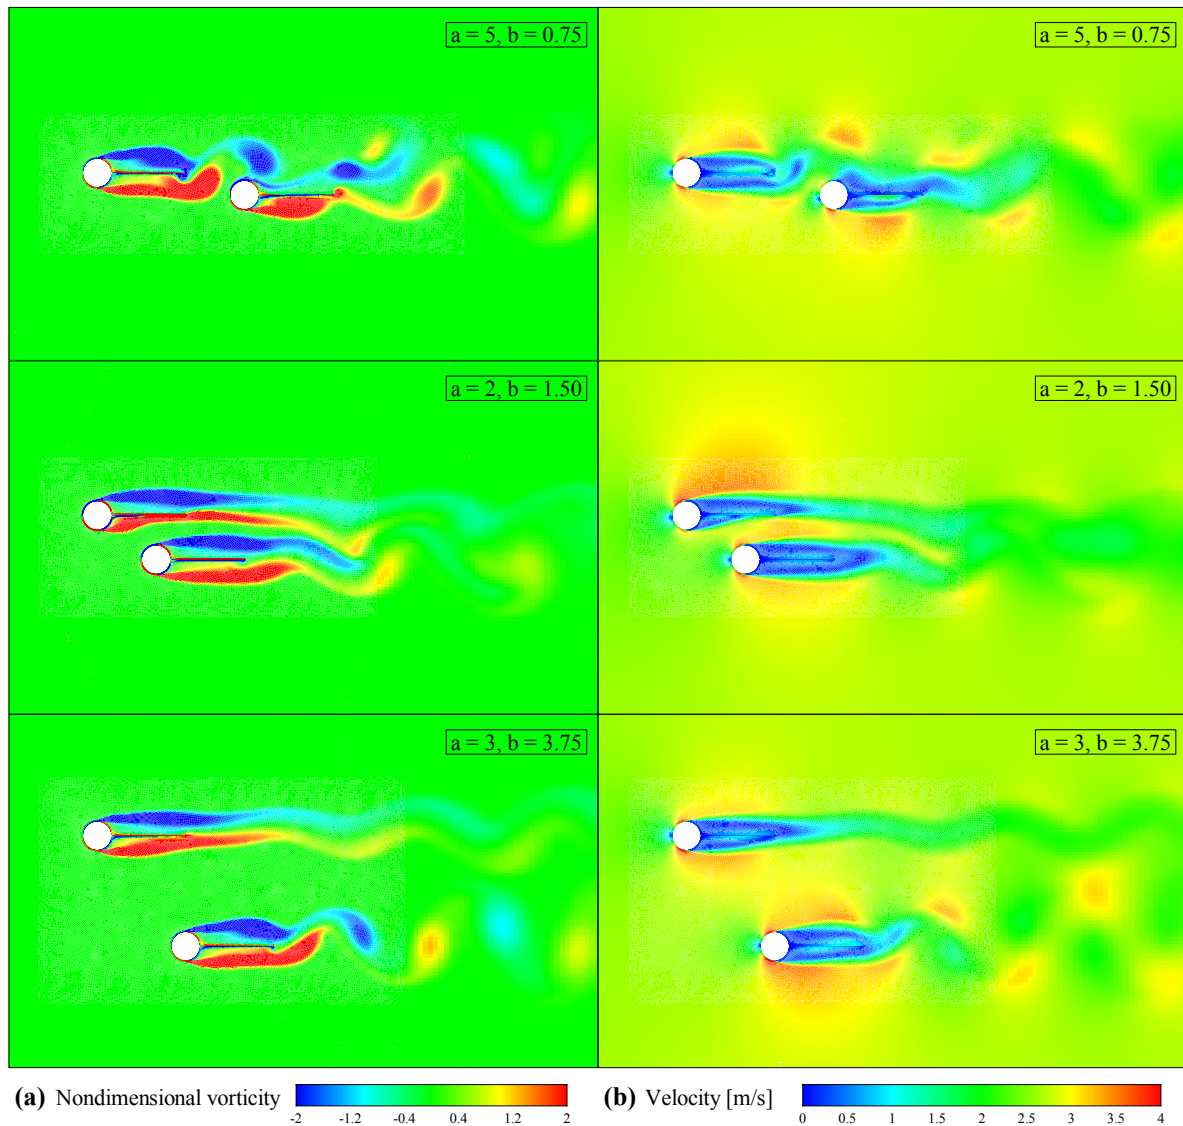 a = 5, b = 0.75
a = 5, b = 0.75
a = 2, b = 1.50
a = 2, b = 1.50
a = 3, b = 3.75
a = 3, b = 3.75
(a) Nondimensional vorticity
-2 -1.2 -0.4 0.4 1.2 2
(b) Velocity [m/s]
0 0.5 1 1.5 2 2.5 3 3.5 4